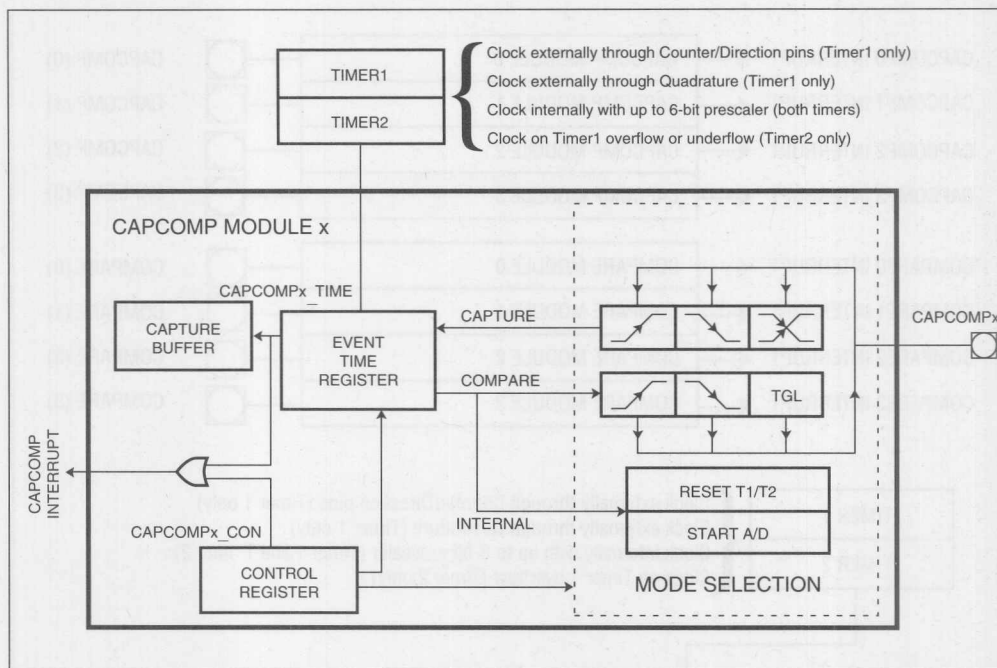 TIMER1
TIMER2
Clock externally through Counter/Direction pins (Timer1 only)
Clock externally through Quadrature (Timer1 only)
Clock internally with up to 6-bit prescaler (both timers)
Clock on Timer1 overflow or underflow (Timer2 only)
CAPCOMP MODULE x
CAPCOMPx_TIME
CAPTURE
BUFFER
EVENT
TIME
REGISTER
CAPTURE
COMPARE
TGL
CAPCOMPx
CAPCOMP
INTERRUPT
INTERNAL
RESET T1/T2
START A/D
CAPCOMPx_CON
CONTROL
REGISTER
MODE SELECTION